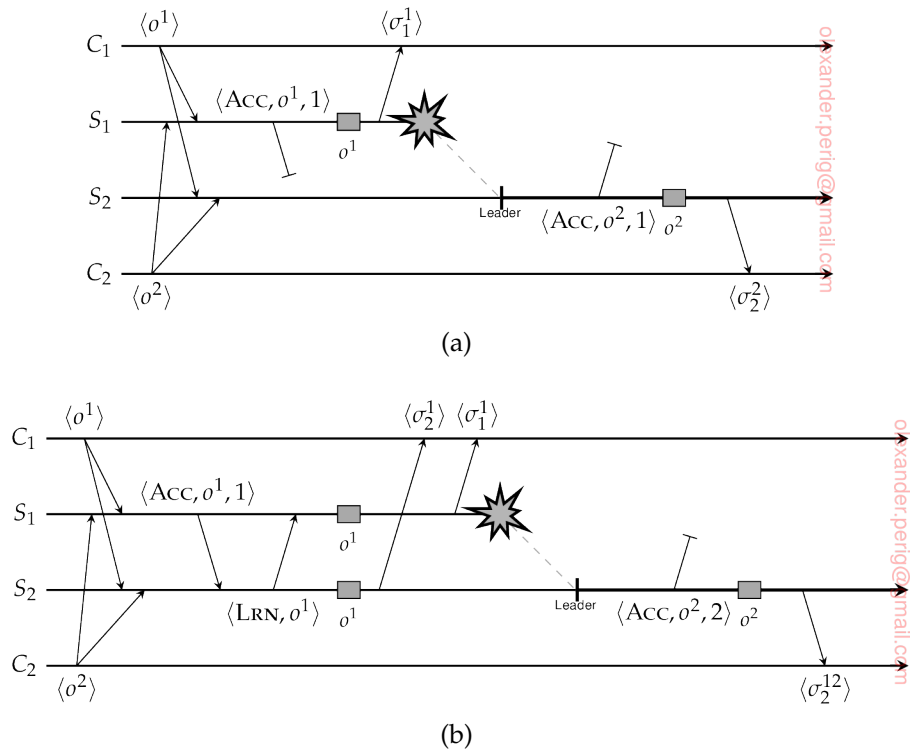 ⟨o¹⟩ ⟨σ₁¹⟩
C₁
⟨Acc, o¹, 1⟩
S₁
o¹
S₂
Leader
⟨Acc, o², 1⟩ o²
C₂
⟨o²⟩ ⟨σ₂²⟩
olexander.perig@gmail.com
(a)
⟨o¹⟩ ⟨σ₂¹⟩ ⟨σ₁¹⟩
C₁
⟨Acc, o¹, 1⟩
S₁
o¹
S₂
Leader
⟨Lrn, o¹⟩ o¹ ⟨Acc, o², 2⟩ o²
C₂
⟨o²⟩ ⟨σ₂¹²⟩
olexander.perig@gmail.com
(b)